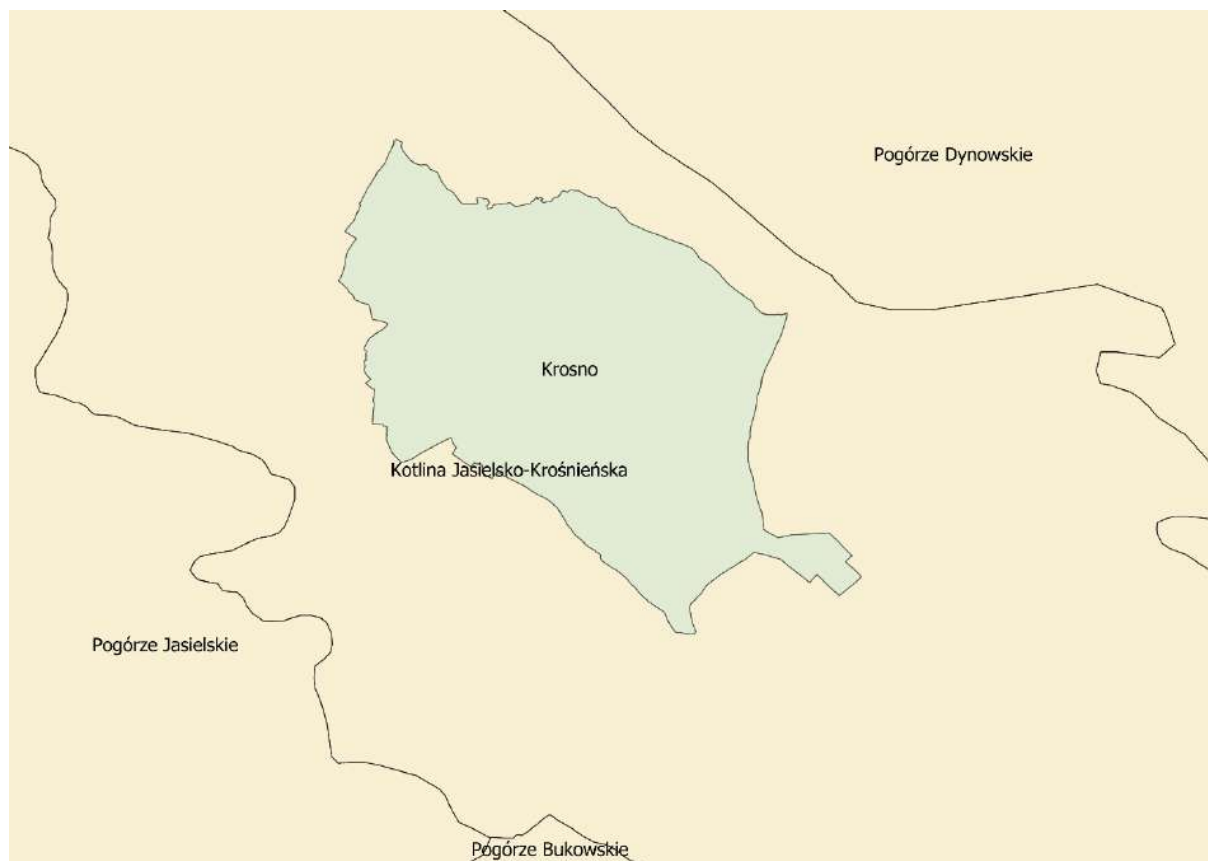 Pogórze Dynowskie
Krosno
Kotlina Jasielsko-Krośnieńska
Pogórze Jasielskie
Pogórze Bukowskie